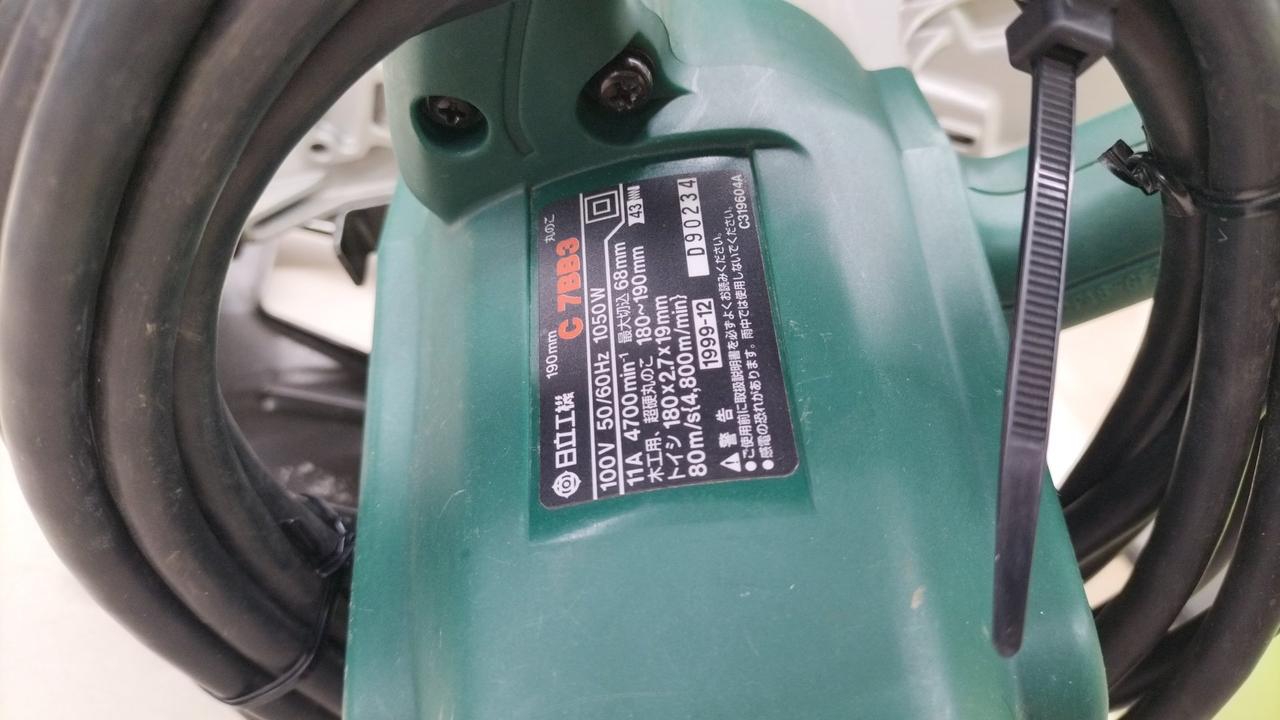 日立工機 190mm C 7BB3 丸のこ
100V 50/60Hz 1050W
11A 4700min⁻¹ 最大切込 68mm
木工用、超硬丸のこ 180~190mm
トイシ 180×2.7×19mm
80m/s{4,800m/min}
43
1999-12
D90234
警告
●ご使用前に取扱説明書を必ずよくお読みください。
●感電の恐れがあります。雨中では使用しないでください。
C319604A